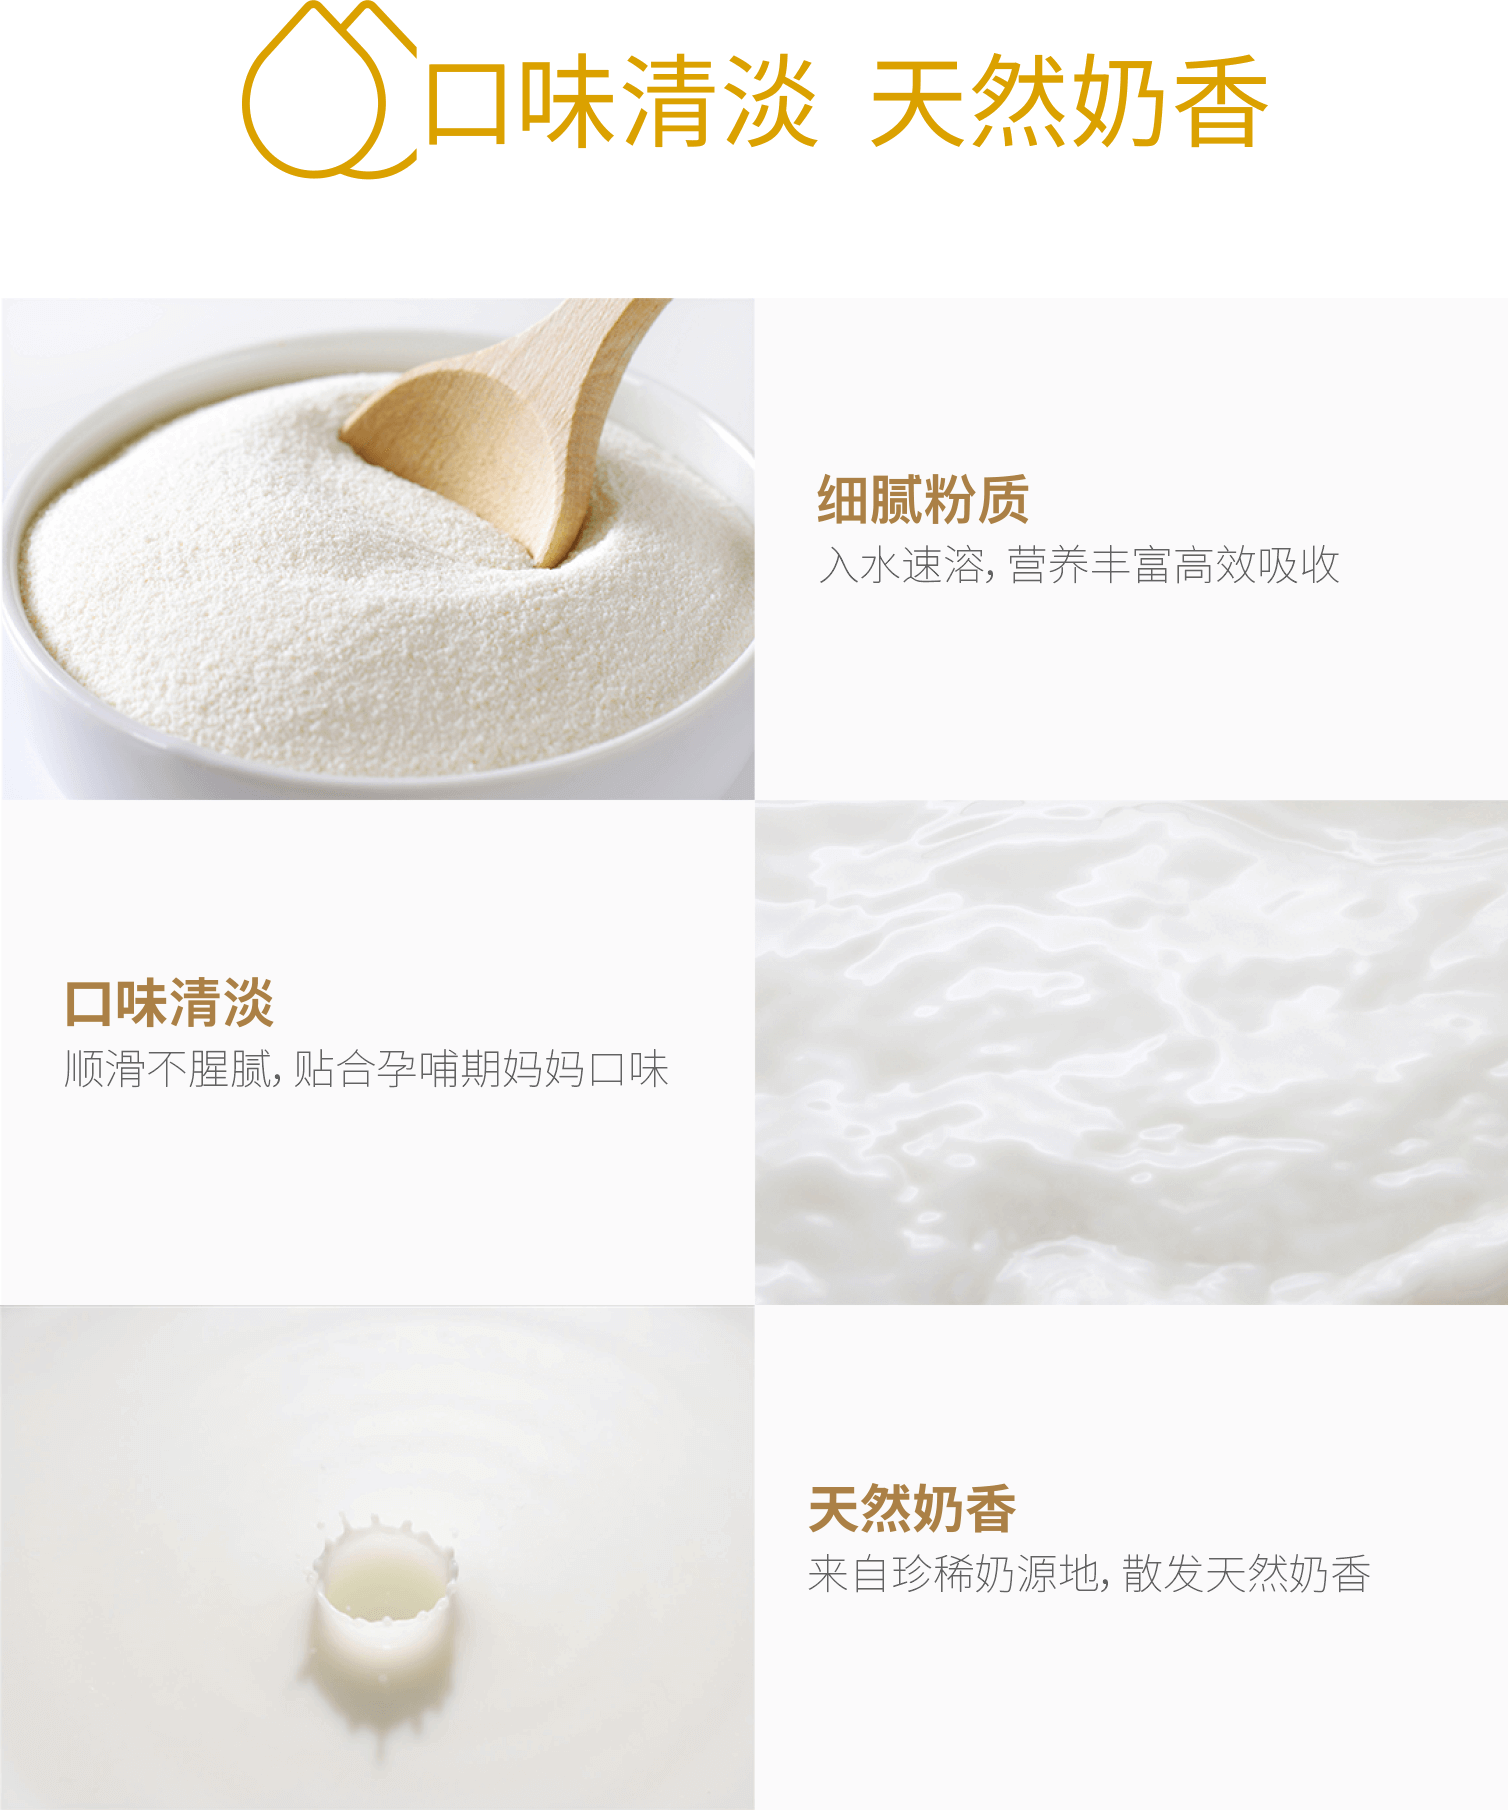 口味清淡 天然奶香
细腻粉质
入水速溶，营养丰富高效吸收
口味清淡
顺滑不腥腻，贴合孕哺期妈妈口味
天然奶香
来自珍稀奶源地，散发天然奶香